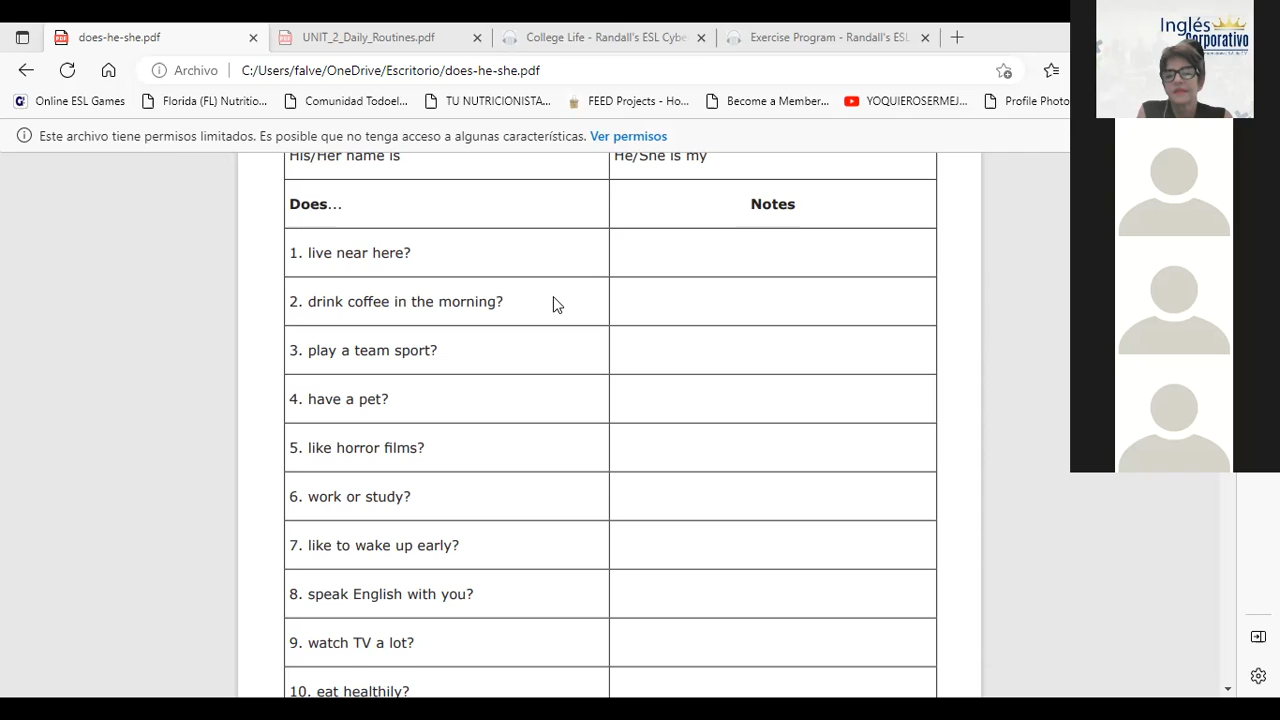 does-he-she.pdf
UNIT_2_Daily_Routines.pdf
College Life - Randall's ESL Cybe
Exercise Program - Randall's ESL
Archivo
C:/Users/falve/OneDrive/Escritorio/does-he-she.pdf
Online ESL Games
Florida (FL) Nutritio...
Comunidad Todoel...
TU NUTRICIONISTA...
FEED Projects - Ho...
Become a Member...
YOQUIEROSERMEJ...
Profile Photo
Este archivo tiene permisos limitados. Es posible que no tenga acceso a algunas características. Ver permisos
Inglés
Corporativo
His/Her name is
He/She is my
Does...
Notes
1. live near here?
2. drink coffee in the morning?
3. play a team sport?
4. have a pet?
5. like horror films?
6. work or study?
7. like to wake up early?
8. speak English with you?
9. watch TV a lot?
10. eat healthily?